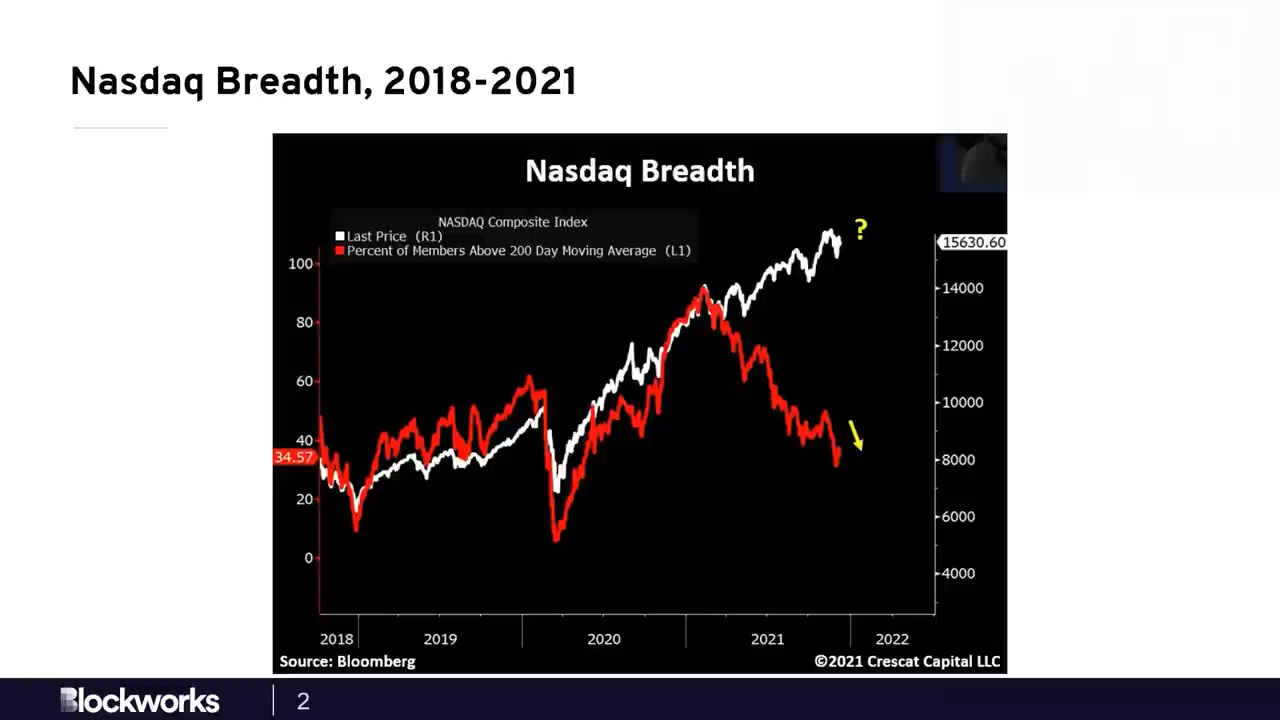 Nasdaq Breadth, 2018-2021
Nasdaq Breadth
NASDAQ Composite Index
Last Price (R1)
Percent of Members Above 200 Day Moving Average (L1)
?
15630.60
100
14000
80
12000
60
10000
40
34.57
8000
20
6000
0
4000
2018 2019 2020 2021 2022
Source: Bloomberg ©2021 Crescat Capital LLC
Blockworks 2